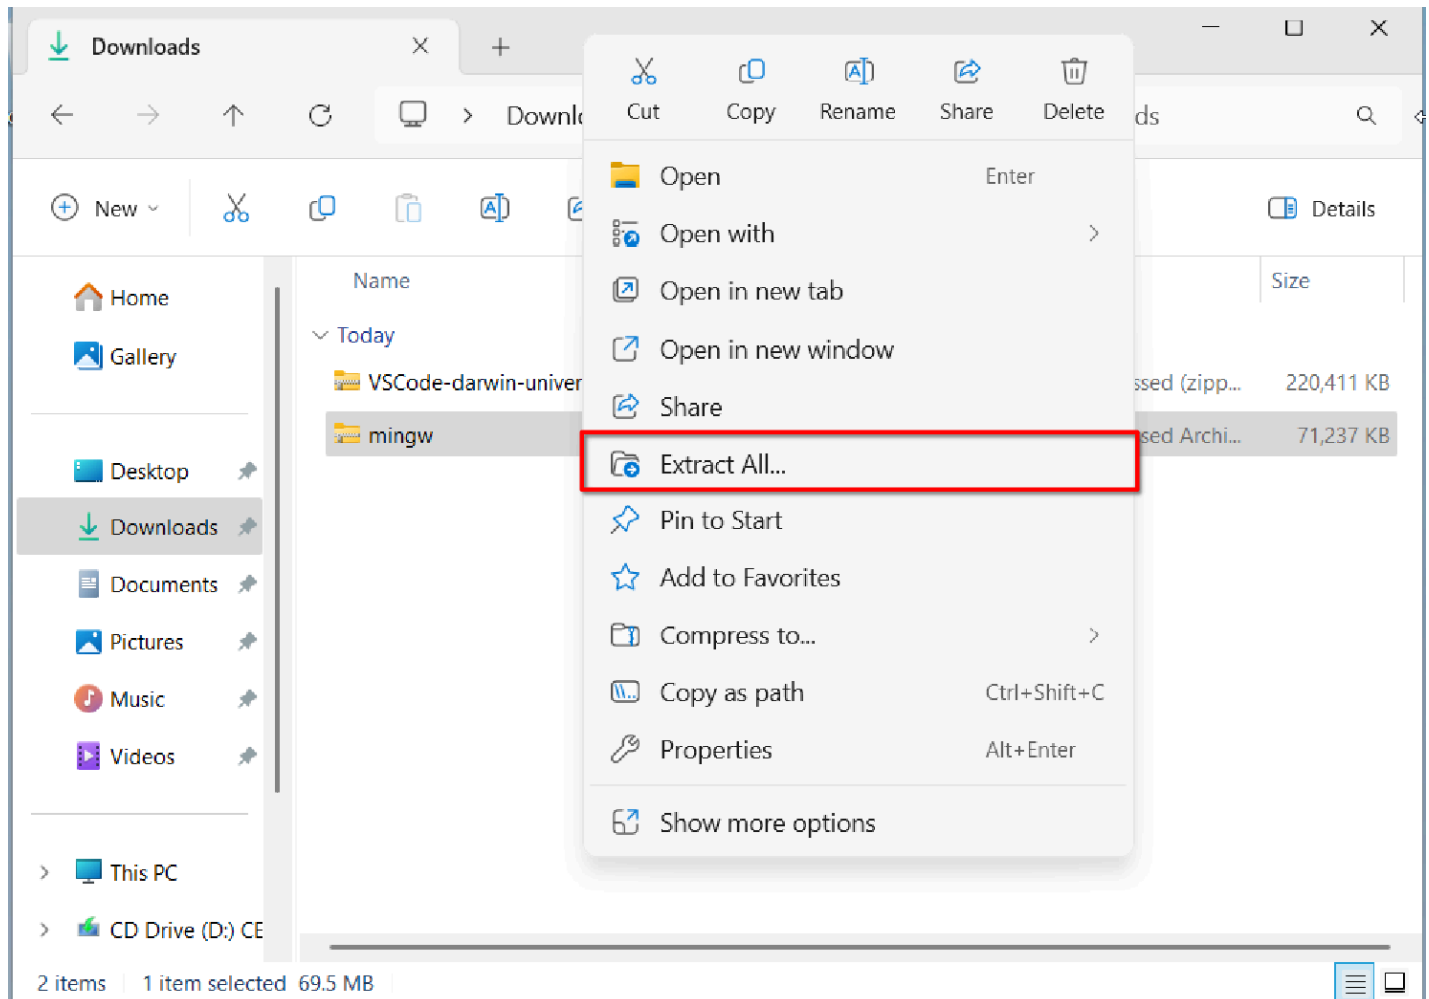 Downloads
Cut Copy Rename Share Delete
ds
New
Details
Open Enter
Open with
Open in new tab
Open in new window
Share
Extract All...
Pin to Start
Add to Favorites
Compress to...
Copy as path Ctrl+Shift+C
Properties Alt+Enter
Show more options
Home
Gallery
Desktop
Downloads
Documents
Pictures
Music
Videos
This PC
CD Drive (D:) CE
Name Size
Today
VSCode-darwin-univer ssed (zipp... 220,411 KB
mingw sed Archi... 71,237 KB
2 items 1 item selected 69.5 MB